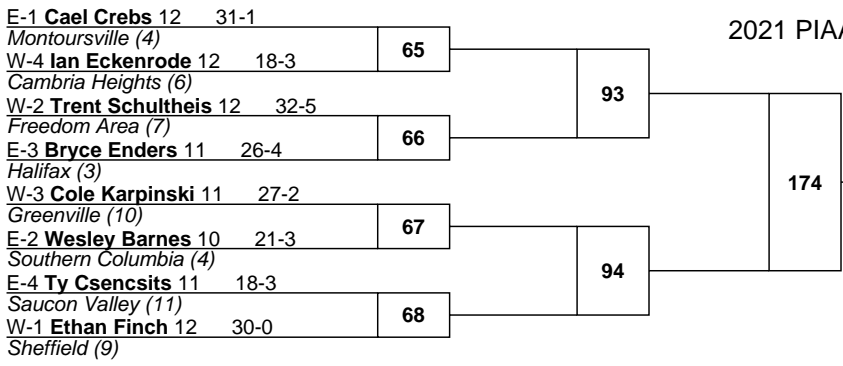 E-1 Cael Crebs 12 31-1
2021 PIAA
Montoursville (4)
65
W-4 Ian Eckenrode 12 18-3
Cambria Heights (6)
93
W-2 Trent Schultheis 12 32-5
Freedom Area (7)
66
E-3 Bryce Enders 11 26-4
Halifax (3)
174
W-3 Cole Karpinski 11 27-2
Greenville (10)
67
E-2 Wesley Barnes 10 21-3
Southern Columbia (4)
94
E-4 Ty Csencsits 11 18-3
Saucon Valley (11)
68
W-1 Ethan Finch 12 30-0
Sheffield (9)